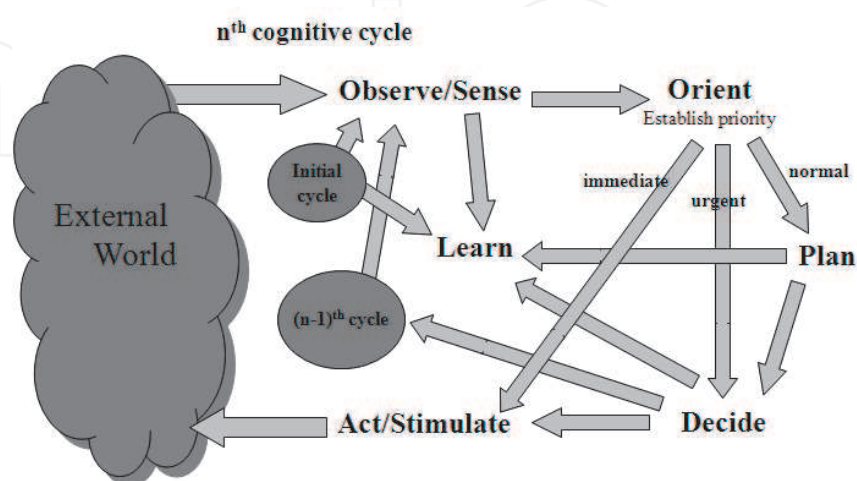 nth cognitive cycle
Observe/Sense
Orient
Establish priority
Initial
cycle
immediate
urgent
normal
External
World
Learn
Plan
(n-1)th cycle
Act/Stimulate
Decide